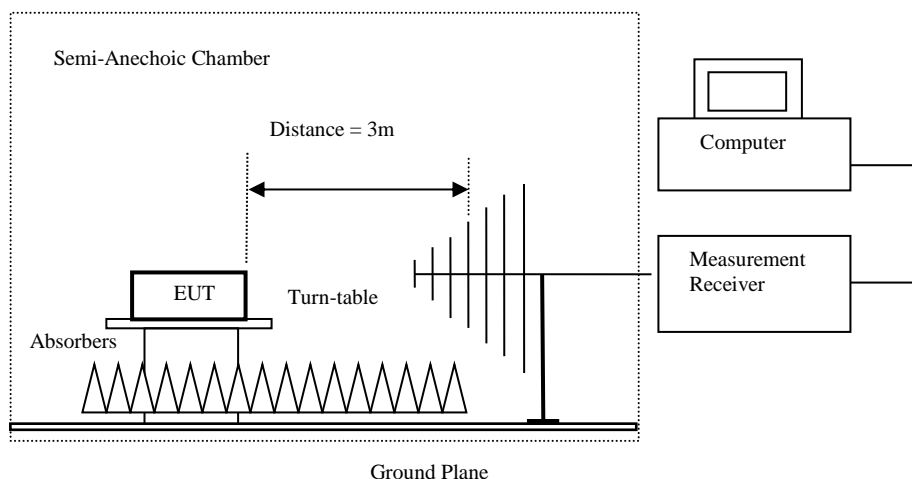 Semi-Anechoic Chamber
Distance = 3m
Computer
Measurement
Receiver
EUT
Turn-table
Absorbers
Ground Plane